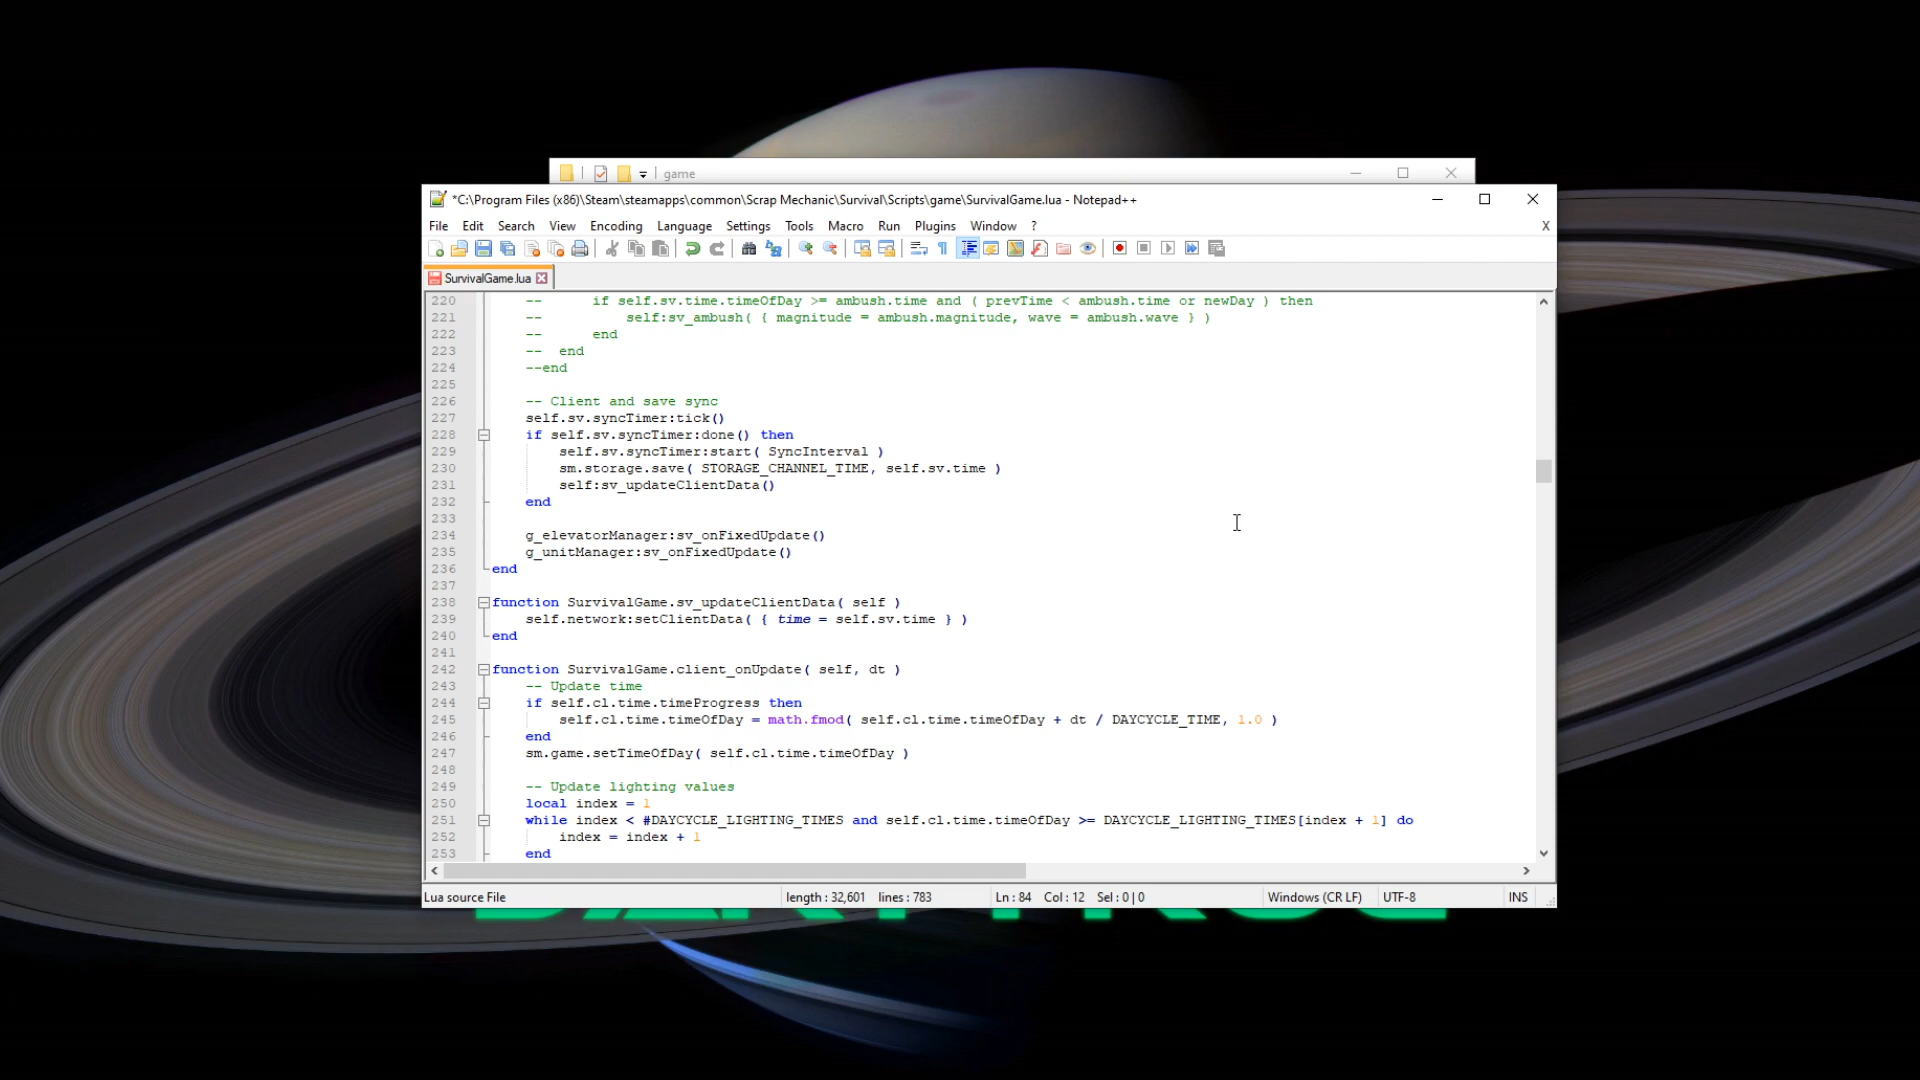 game
*C:\Program Files (x86)\Steam\steamapps\common\Scrap Mechanic\Survival\Scripts\game\SurvivalGame.lua - Notepad++
File Edit Search View Encoding Language Settings Tools Macro Run Plugins Window ? X
SurvivalGame.lua
220 -- if self.sv.time.timeOfDay >= ambush.time and ( prevTime < ambush.time or newDay ) then
221 -- self:sv_ambush( { magnitude = ambush.magnitude, wave = ambush.wave } )
222 -- end
223 -- end
224 --end
225
226 -- Client and save sync
227 self.sv.syncTimer:tick()
228 if self.sv.syncTimer:done() then
229 self.sv.syncTimer:start( SyncInterval )
230 sm.storage.save( STORAGE_CHANNEL_TIME, self.sv.time )
231 self:sv_updateClientData()
232 end
233
234 g_elevatorManager:sv_onFixedUpdate()
235 g_unitManager:sv_onFixedUpdate()
236 end
237
238 function SurvivalGame.sv_updateClientData( self )
239 self.network:setClientData( { time = self.sv.time } )
240 end
241
242 function SurvivalGame.client_onUpdate( self, dt )
243 -- Update time
244 if self.cl.time.timeProgress then
245 self.cl.time.timeOfDay = math.fmod( self.cl.time.timeOfDay + dt / DAYCYCLE_TIME, 1.0 )
246 end
247 sm.game.setTimeOfDay( self.cl.time.timeOfDay )
248
249 -- Update lighting values
250 local index = 1
251 while index < #DAYCYCLE_LIGHTING_TIMES and self.cl.time.timeOfDay >= DAYCYCLE_LIGHTING_TIMES[index + 1] do
252 index = index + 1
253 end
Lua source File length : 32,601 lines : 783 Ln : 84 Col : 12 Sel : 0 | 0 Windows (CR LF) UTF-8 INS